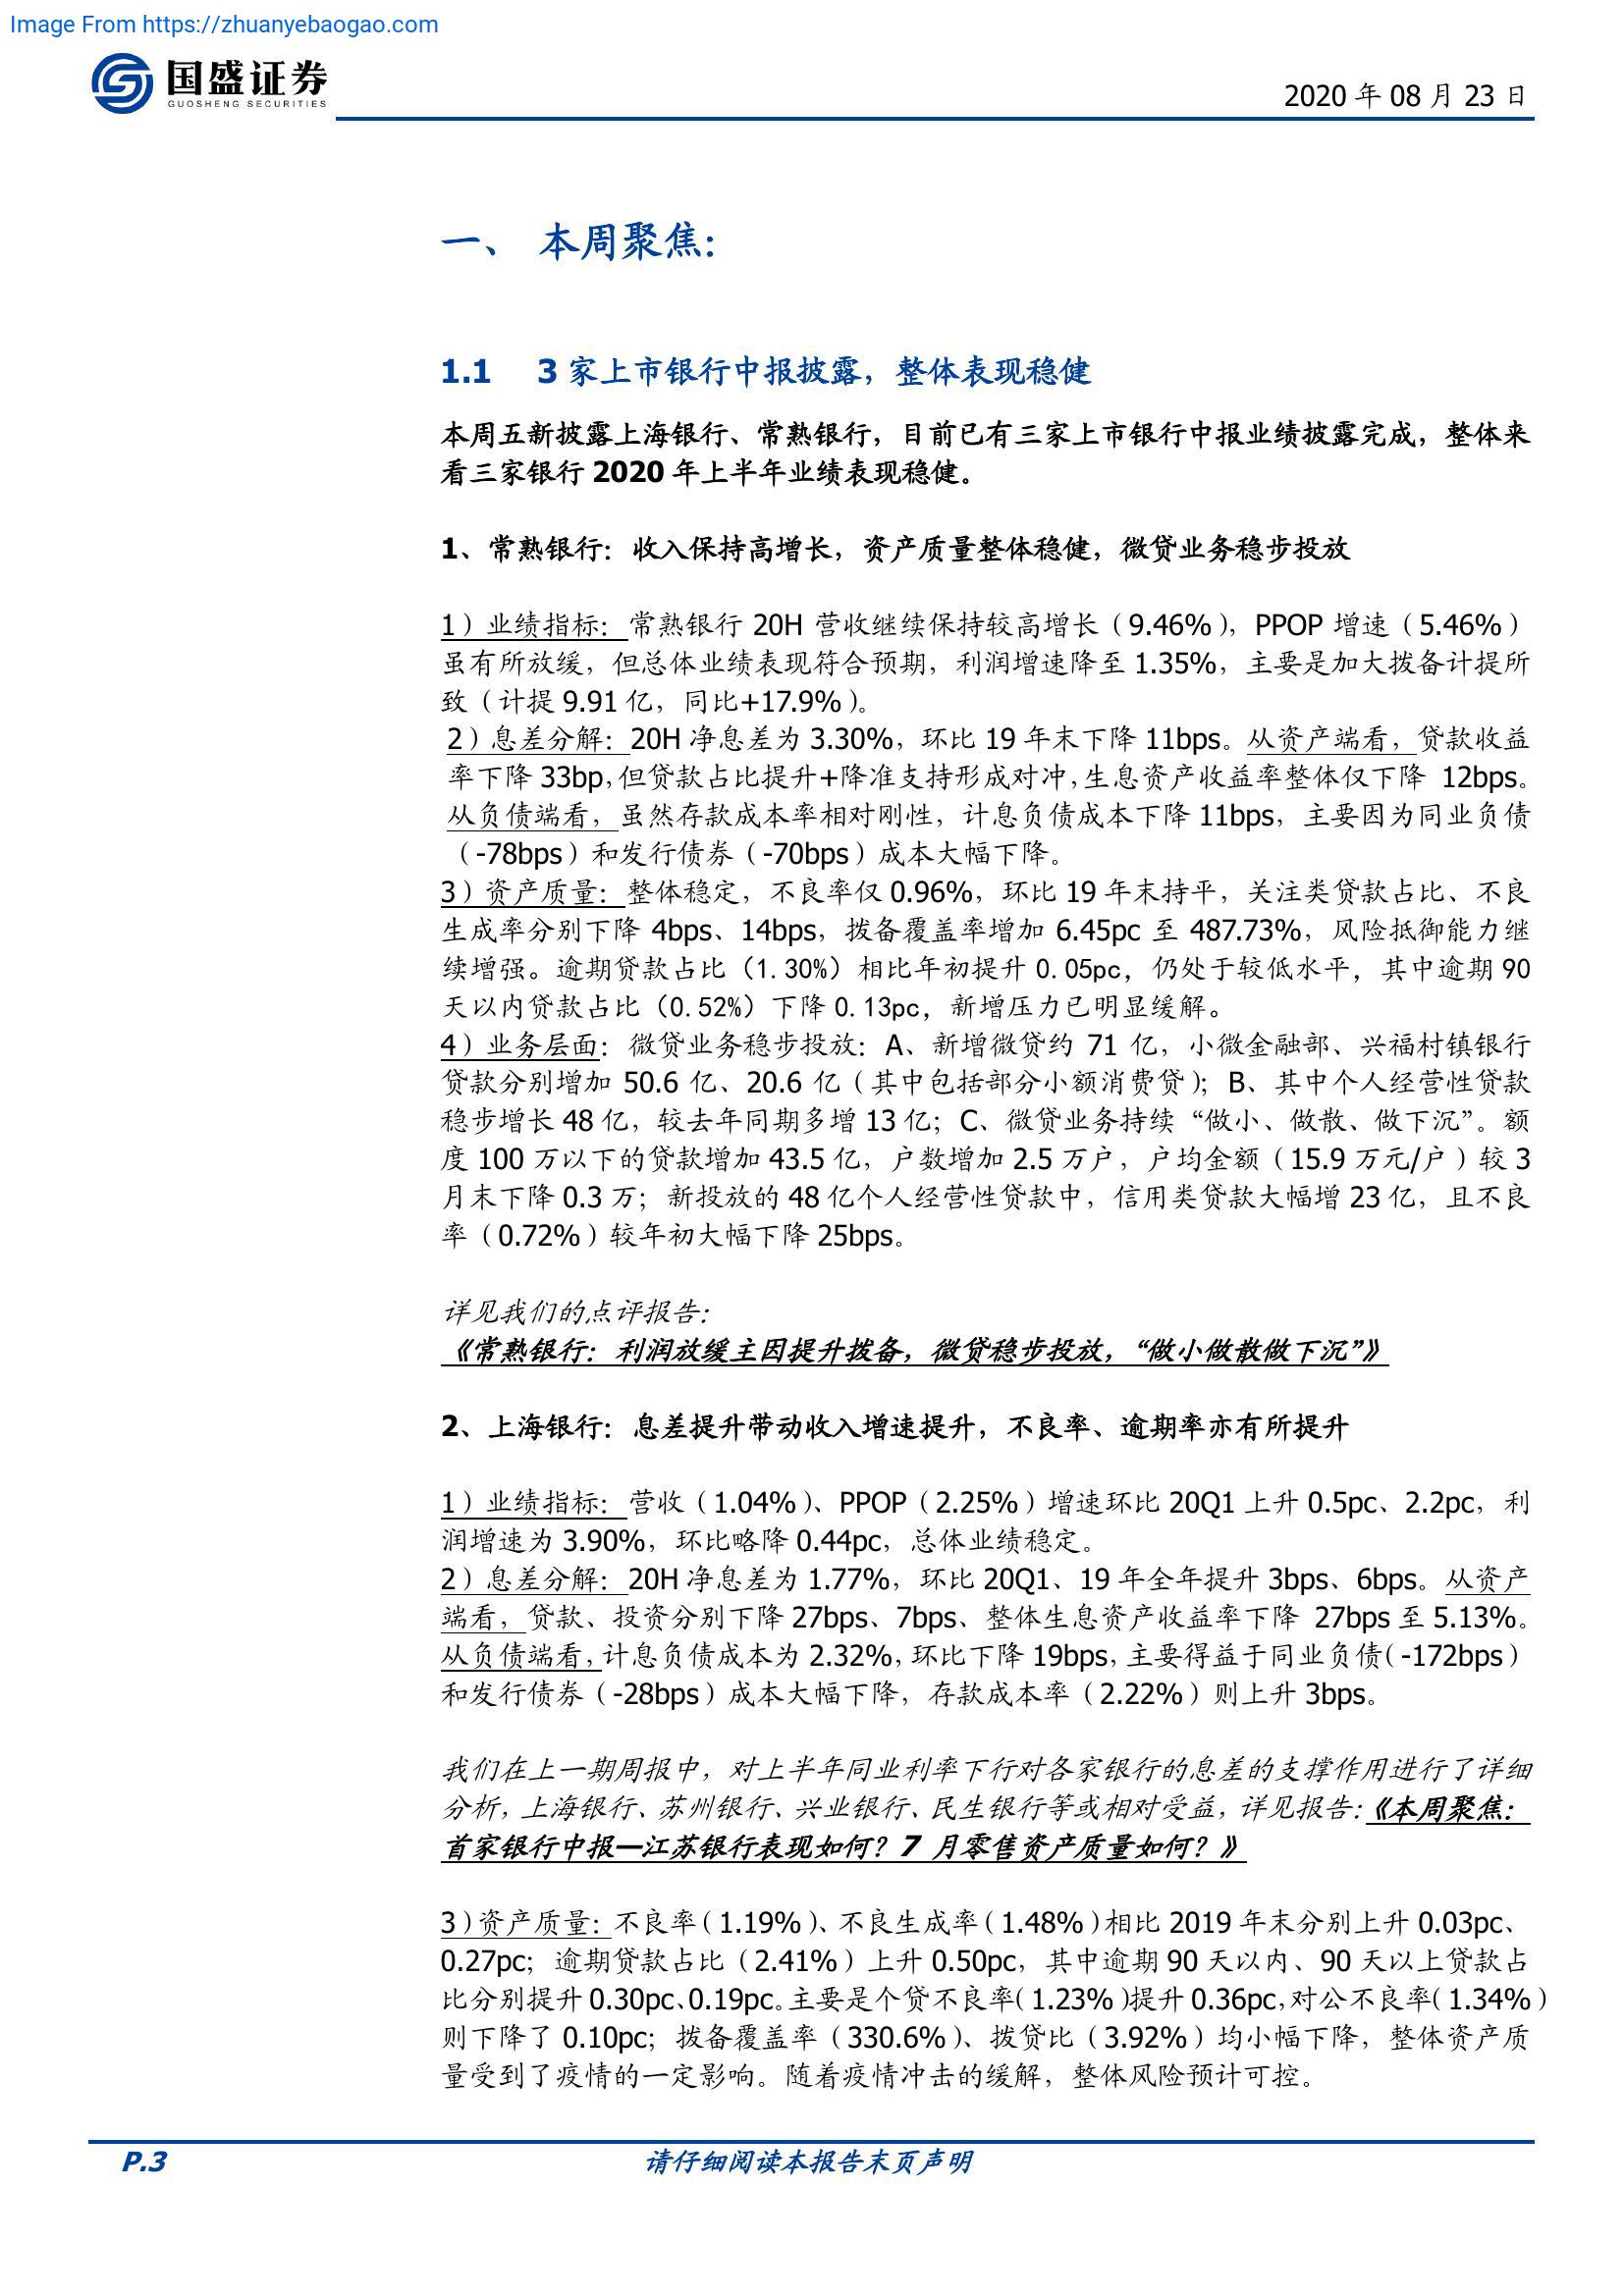 Image From https://zhuanyebaogao.com
国盛证券
GUOSHENG SECURITIES
2020 年 08 月 23 日
一、 本周聚焦：
1.1 3 家上市银行中报披露，整体表现稳健
本周五新披露上海银行、常熟银行，目前已有三家上市银行中报业绩披露完成，整体来
看三家银行 2020 年上半年业绩表现稳健。
1、常熟银行：收入保持高增长，资产质量整体稳健，微贷业务稳步投放
1）业绩指标：常熟银行 20H 营收继续保持较高增长（9.46%），PPOP 增速（5.46%）
虽有所放缓，但总体业绩表现符合预期，利润增速降至 1.35%，主要是加大拨备计提所
致（计提 9.91 亿，同比+17.9%）。
2）息差分解：20H 净息差为 3.30%，环比 19 年末下降 11bps。从资产端看，贷款收益
率下降 33bp，但贷款占比提升+降准支持形成对冲，生息资产收益率整体仅下降 12bps。
从负债端看，虽然存款成本率相对刚性，计息负债成本下降 11bps，主要因为同业负债
（-78bps）和发行债券（-70bps）成本大幅下降。
3）资产质量：整体稳定，不良率仅 0.96%，环比 19 年末持平，关注类贷款占比、不良
生成率分别下降 4bps、14bps，拨备覆盖率增加 6.45pc 至 487.73%，风险抵御能力继
续增强。逾期贷款占比（1.30%）相比年初提升 0.05pc，仍处于较低水平，其中逾期 90
天以内贷款占比（0.52%）下降 0.13pc，新增压力已明显缓解。
4）业务层面：微贷业务稳步投放：A、新增微贷约 71 亿，小微金融部、兴福村镇银行
贷款分别增加 50.6 亿、20.6 亿（其中包括部分小额消费贷）；B、其中个人经营性贷款
稳步增长 48 亿，较去年同期多增 13 亿；C、微贷业务持续“做小、做散、做下沉”。额
度 100 万以下的贷款增加 43.5 亿，户数增加 2.5 万户，户均金额（15.9 万元/户）较 3
月末下降 0.3 万；新投放的 48 亿个人经营性贷款中，信用类贷款大幅增 23 亿，且不良
率（0.72%）较年初大幅下降 25bps。
详见我们的点评报告：
《常熟银行：利润放缓主因提升拨备，微贷稳步投放，“做小做散做下沉”》
2、上海银行：息差提升带动收入增速提升，不良率、逾期率亦有所提升
1）业绩指标：营收（1.04%）、PPOP（2.25%）增速环比 20Q1 上升 0.5pc、2.2pc，利
润增速为 3.90%，环比略降 0.44pc，总体业绩稳定。
2）息差分解：20H 净息差为 1.77%，环比 20Q1、19 年全年提升 3bps、6bps。从资产
端看，贷款、投资分别下降 27bps、7bps、整体生息资产收益率下降 27bps 至 5.13%。
从负债端看，计息负债成本为 2.32%，环比下降 19bps，主要得益于同业负债（-172bps）
和发行债券（-28bps）成本大幅下降，存款成本率（2.22%）则上升 3bps。
我们在上一期周报中，对上半年同业利率下行对各家银行的息差的支撑作用进行了详细
分析，上海银行、苏州银行、兴业银行、民生银行等或相对受益，详见报告：《本周聚焦：
首家银行中报—江苏银行表现如何？7 月零售资产质量如何？》
3）资产质量：不良率（1.19%）、不良生成率（1.48%）相比 2019 年末分别上升 0.03pc、
0.27pc；逾期贷款占比（2.41%）上升 0.50pc，其中逾期 90 天以内、90 天以上贷款占
比分别提升 0.30pc、0.19pc。主要是个贷不良率（1.23%）提升 0.36pc，对公不良率（1.34%）
则下降了 0.10pc；拨备覆盖率（330.6%）、拨贷比（3.92%）均小幅下降，整体资产质
量受到了疫情的一定影响。随着疫情冲击的缓解，整体风险预计可控。
P.3 请仔细阅读本报告末页声明